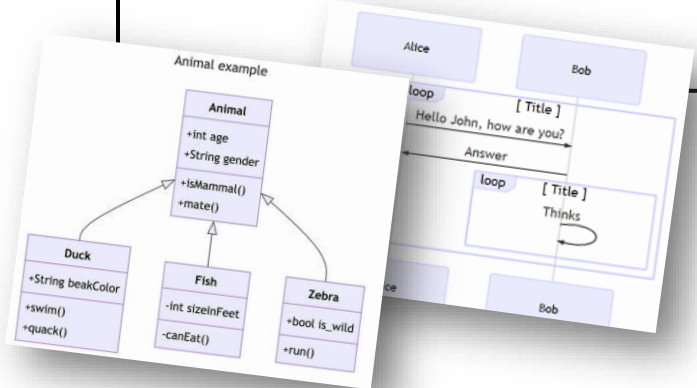 Animal example
Animal
+int age
+String gender
+isMammal()
+mate()
Duck
+String beakColor
+swim()
+quack()
Fish
-int sizeInFeet
-canEat()
Zebra
+bool is_wild
+run()
Alice
Bob
loop
[ Title ]
Hello John, how are you?
Answer
loop
[ Title ]
Thinks
ce
Bob